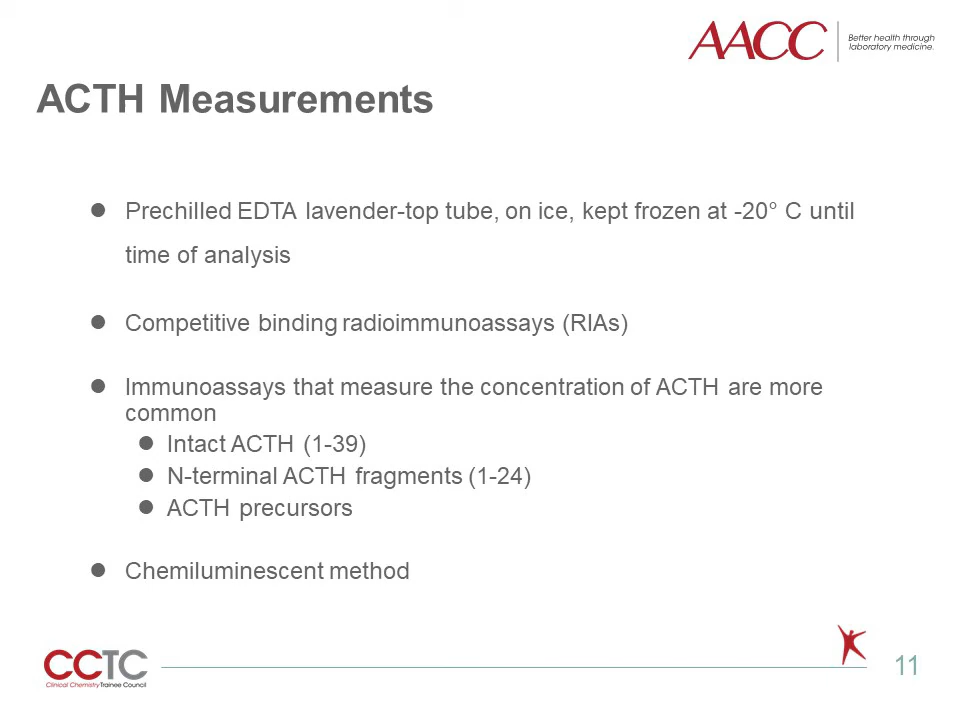 AACC
Better health through
laboratory medicine.
ACTH Measurements
Prechilled EDTA lavender-top tube, on ice, kept frozen at -20° C until
time of analysis
Competitive binding radioimmunoassays (RIAs)
Immunoassays that measure the concentration of ACTH are more
common
Intact ACTH (1-39)
N-terminal ACTH fragments (1-24)
ACTH precursors
Chemiluminescent method
CCTC
Clinical Chemistry Trainee Council
11